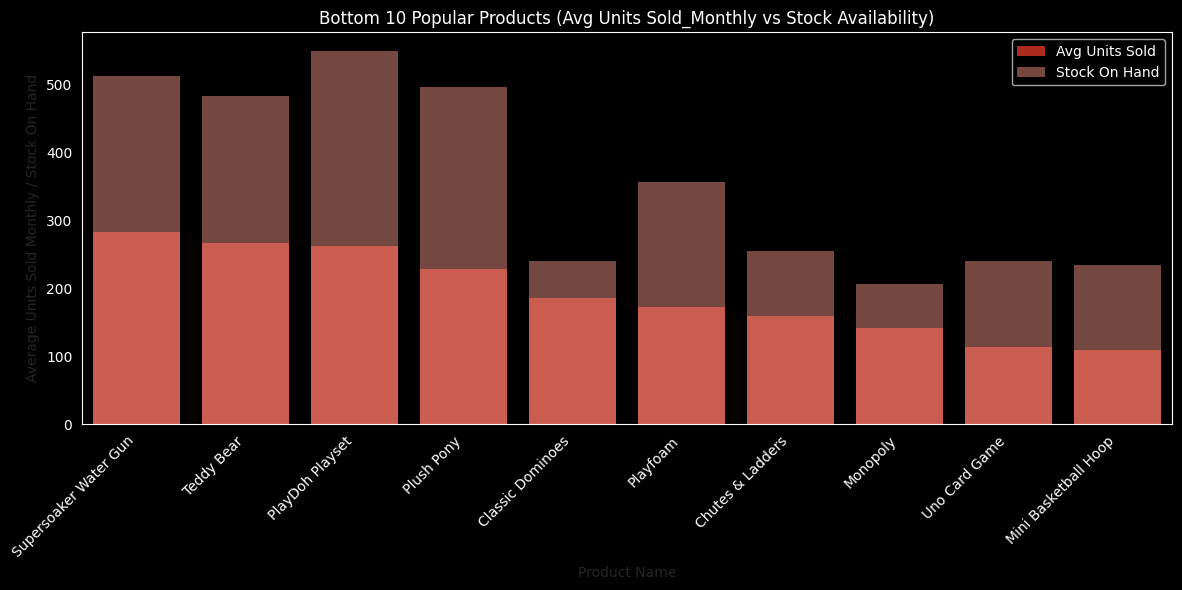 Bottom 10 Popular Products (Avg Units Sold_Monthly vs Stock Availability)
Avg Units Sold
Stock On Hand
Average Units Sold Monthly / Stock On Hand
500
400
300
200
100
0
Supersoaker Water Gun
Teddy Bear
PlayDoh Playset
Plush Pony
Classic Dominoes
Playfoam
Chutes & Ladders
Monopoly
Uno Card Game
Mini Basketball Hoop
Product Name